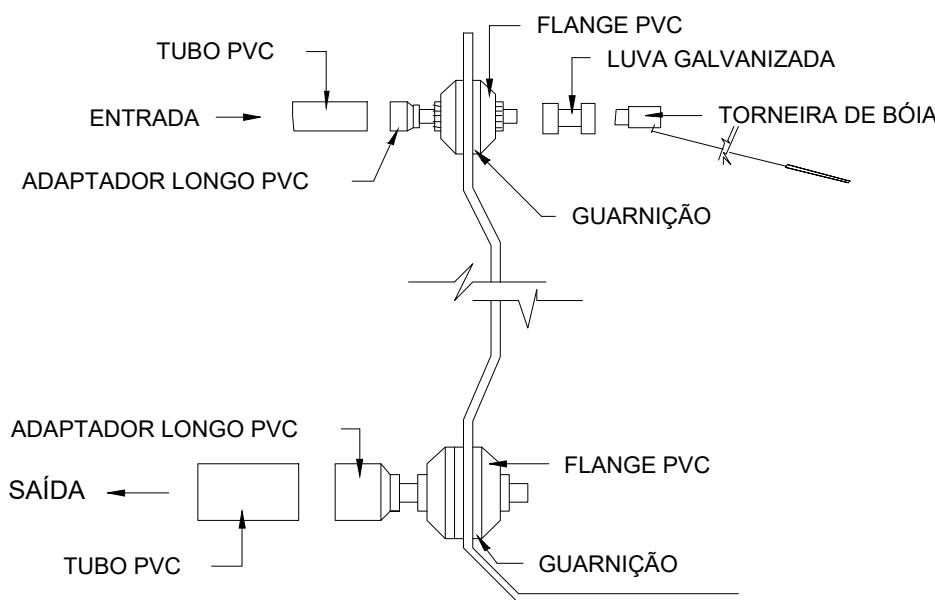 FLANGE PVC
TUBO PVC
LUVA GALVANIZADA
ENTRADA
TORNEIRA DE BÓIA
ADAPTADOR LONGO PVC
GUARNIÇÃO
ADAPTADOR LONGO PVC
FLANGE PVC
SAÍDA
TUBO PVC
GUARNIÇÃO